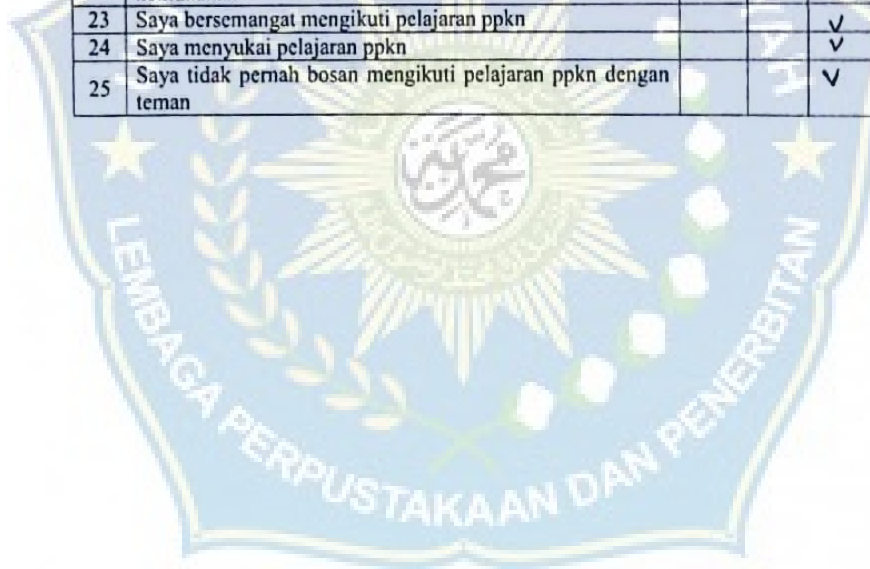 23 Saya bersemangat mengikuti pelajaran ppkn ✓
24 Saya menyukai pelajaran ppkn ✓
25 Saya tidak pernah bosan mengikuti pelajaran ppkn dengan ✓
teman
LEMBAGA PERPUSTAKAAN DAN PENERBITAN